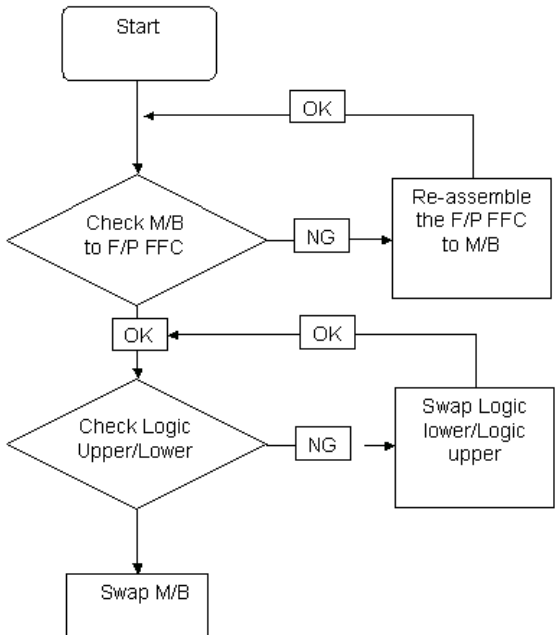 Start
OK
Check M/B
to F/P FFC
NG
Re-assemble
the F/P FFC
to M/B
OK
OK
Check Logic
Upper/Lower
NG
Swap Logic
lower/Logic
upper
Swap M/B